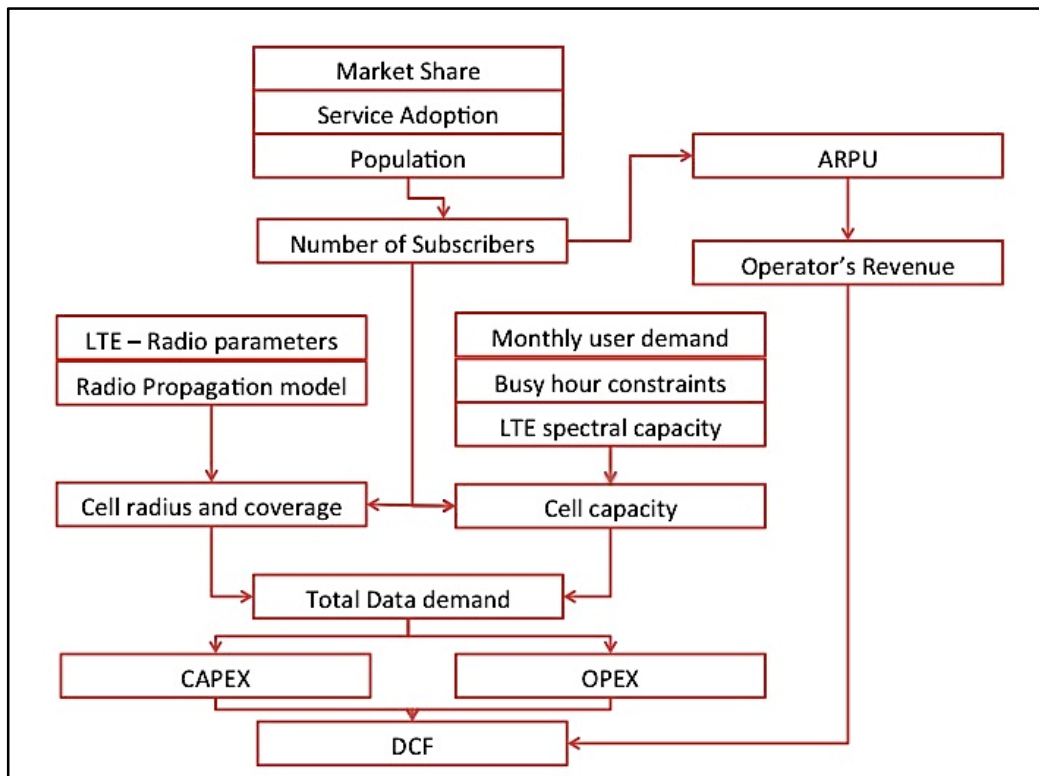 Market Share
Service Adoption
Population
ARPU
Number of Subscribers
Operator’s Revenue
LTE – Radio parameters
Radio Propagation model
Monthly user demand
Busy hour constraints
LTE spectral capacity
Cell radius and coverage
Cell capacity
Total Data demand
CAPEX
OPEX
DCF